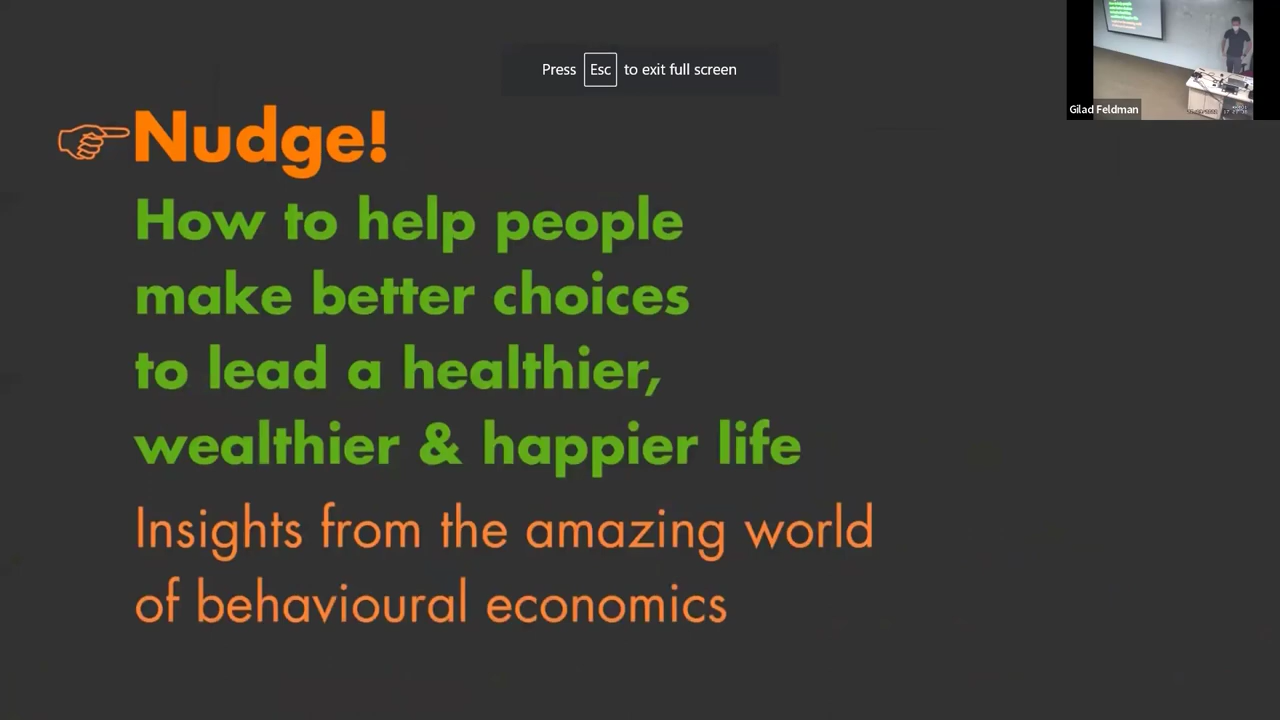 Press Esc to exit full screen
Nudge!
How to help people
make better choices
to lead a healthier,
wealthier & happier life
Insights from the amazing world
of behavioural economics
Gilad Feldman